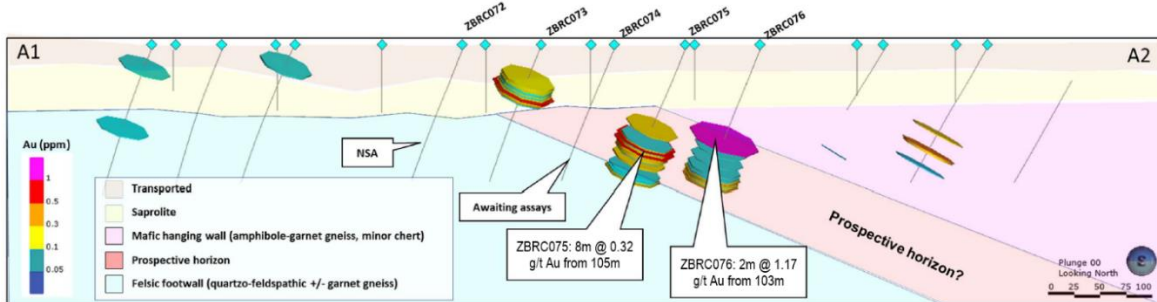 A1
ZBRC072
ZBRC073
ZBRC074
ZBRC075
ZBRC076
A2
Au (ppm)
1
0.5
0.3
0.1
0.05
NSA
Awaiting assays
Transported
Saprolite
Mafic hanging wall (amphibole-garnet gneiss, minor chert)
Prospective horizon
Felsic footwall (quartzo-feldspathic +/- garnet gneiss)
ZBRC075: 8m @ 0.32
g/t Au from 105m
ZBRC076: 2m @ 1.17
g/t Au from 103m
Prospective horizon?
Plunge 00
Looking North
0 25 50 75 100